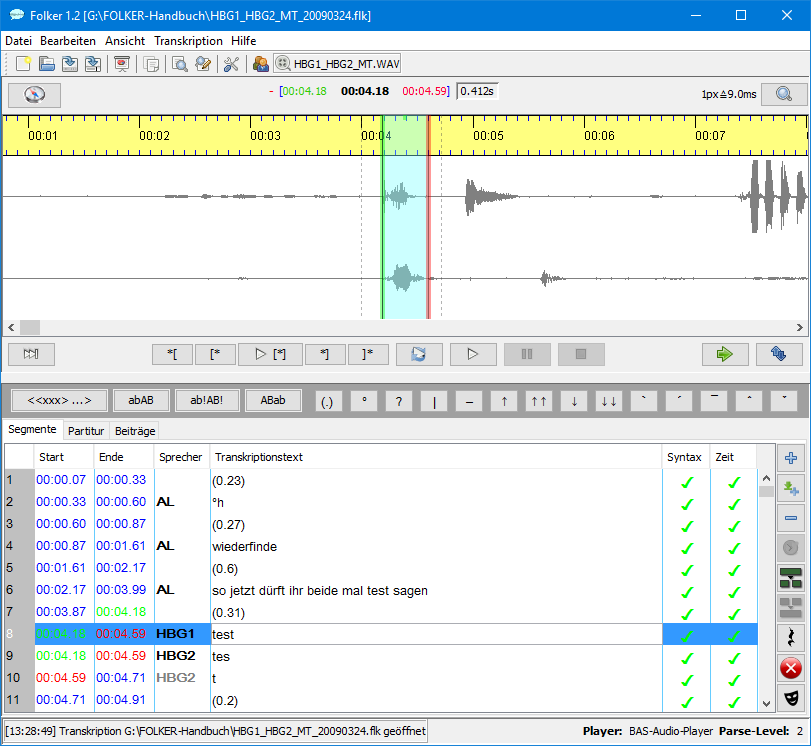 Folker 1.2 [G:\FOLKER-Handbuch\HBG1_HBG2_MT_20090324.flk]
Datei Bearbeiten Ansicht Transkription Hilfe
HBG1_HBG2_MT.WAV
- [00:04.18 00:04.18 00:04.59] 0.412s 1px≙9.0ms
00:01 00:02 00:03 00:04 00:05 00:06 00:07
*[ [* [*] *] ]*
<<xxx> ...> abAB ab!AB! ABab (.) ° ? | – ↑ ↑↑ ↓ ↓↓ ` ´ ¯ ˆ ˇ
Segmente Partitur Beiträge
Start Ende Sprecher Transkriptionstext Syntax Zeit
1 00:00.07 00:00.33 (0.23)
2 00:00.33 00:00.60 AL °h
3 00:00.60 00:00.87 (0.27)
4 00:00.87 00:01.61 AL wiederfinde
5 00:01.61 00:02.17 (0.6)
6 00:02.17 00:03.99 AL so jetzt dürft ihr beide mal test sagen
7 00:03.87 00:04.18 (0.31)
8 00:04.18 00:04.59 HBG1 test
9 00:04.18 00:04.59 HBG2 tes
10 00:04.59 00:04.71 HBG2 t
11 00:04.71 00:04.91 (0.2)
[13:28:49] Transkription G:\FOLKER-Handbuch\HBG1_HBG2_MT_20090324.flk geöffnet Player: BAS-Audio-Player Parse-Level: 2